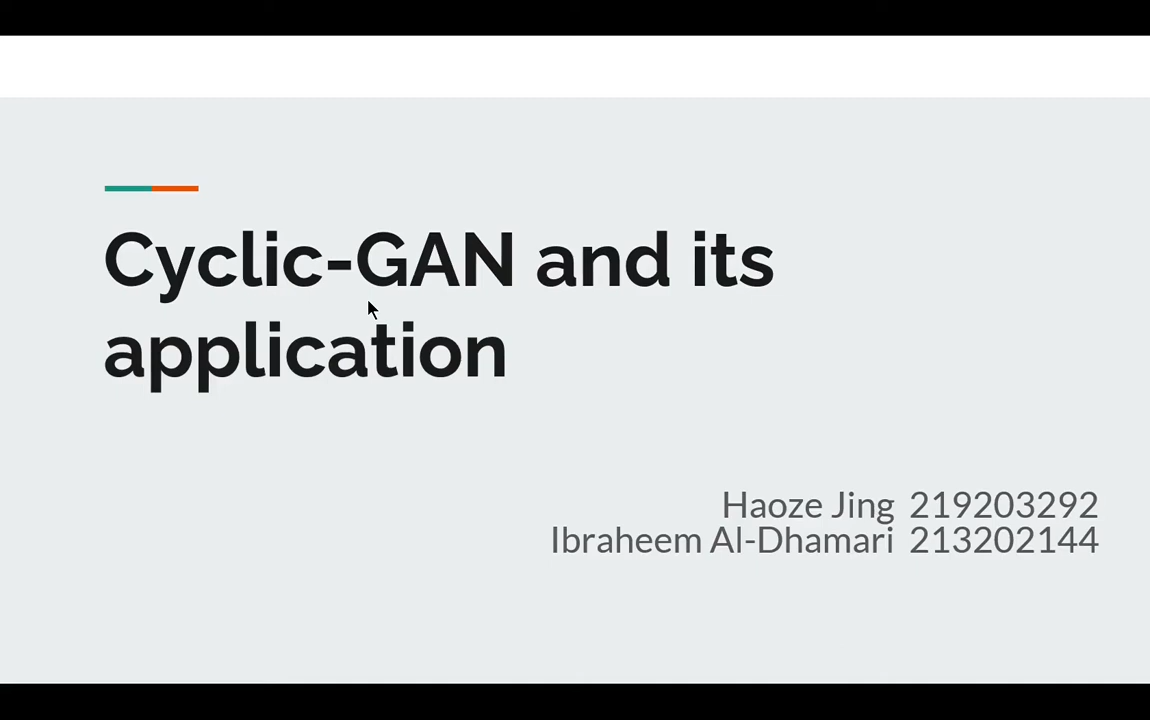 Cyclic-GAN and its
application
Haoze Jing 219203292
Ibraheem Al-Dhamari 213202144